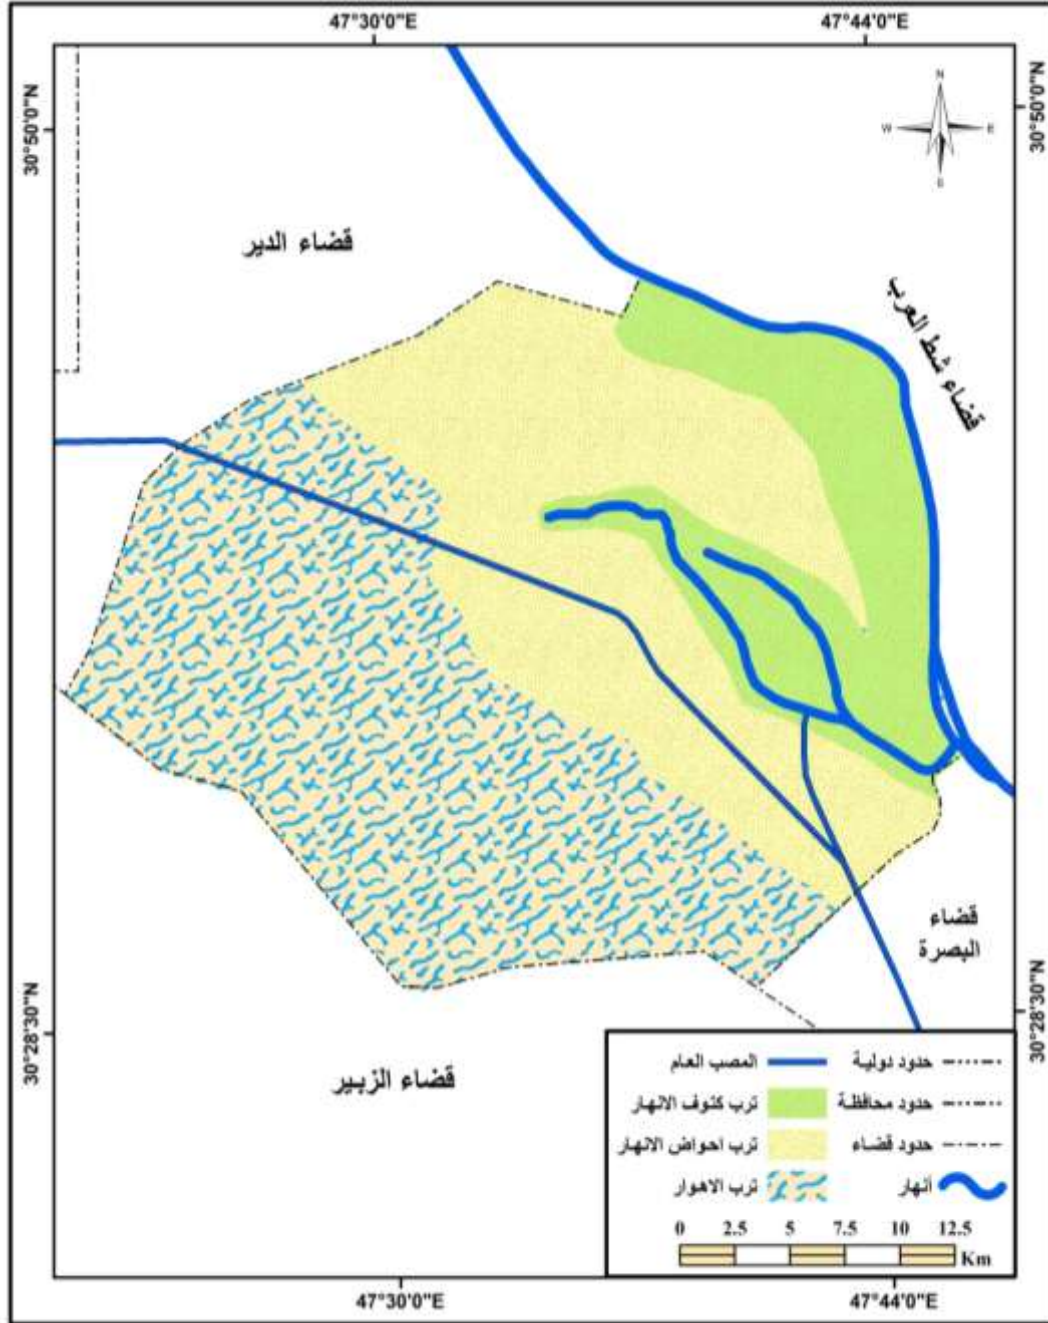 47°30'0"E
47°44'0"E
30°50'0"N
30°50'0"N
N
W
E
S
قضاء الدير
قضاء شط العرب
قضاء
البصرة
قضاء الزبير
30°28'30"N
30°28'30"N
حدود دولية
المصب العام
حدود محافظة
ترب كتوف الانهار
حدود قضاء
ترب احواض الانهار
أنهار
ترب الاهوار
0 2.5 5 7.5 10 12.5
Km
47°30'0"E
47°44'0"E